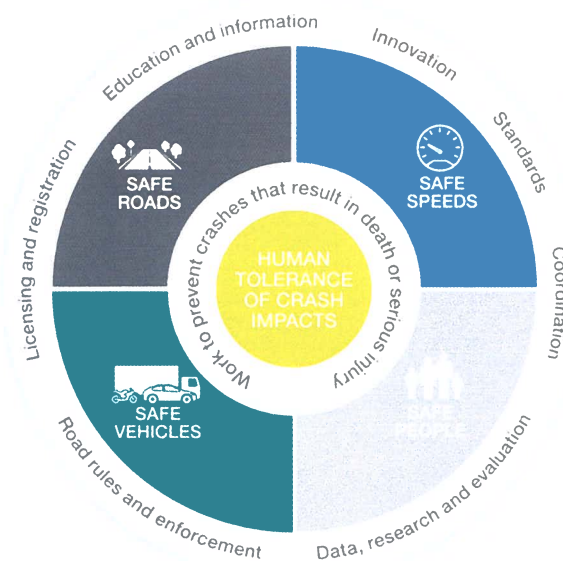 Education and information
Innovation
Standards
Coordination
Data, research and evaluation
Road rules and enforcement
Licensing and registration
SAFE
ROADS
SAFE
SPEEDS
SAFE
PEOPLE
SAFE
VEHICLES
Work to prevent crashes that result in death or serious injury
HUMAN
TOLERANCE
OF CRASH
IMPACTS